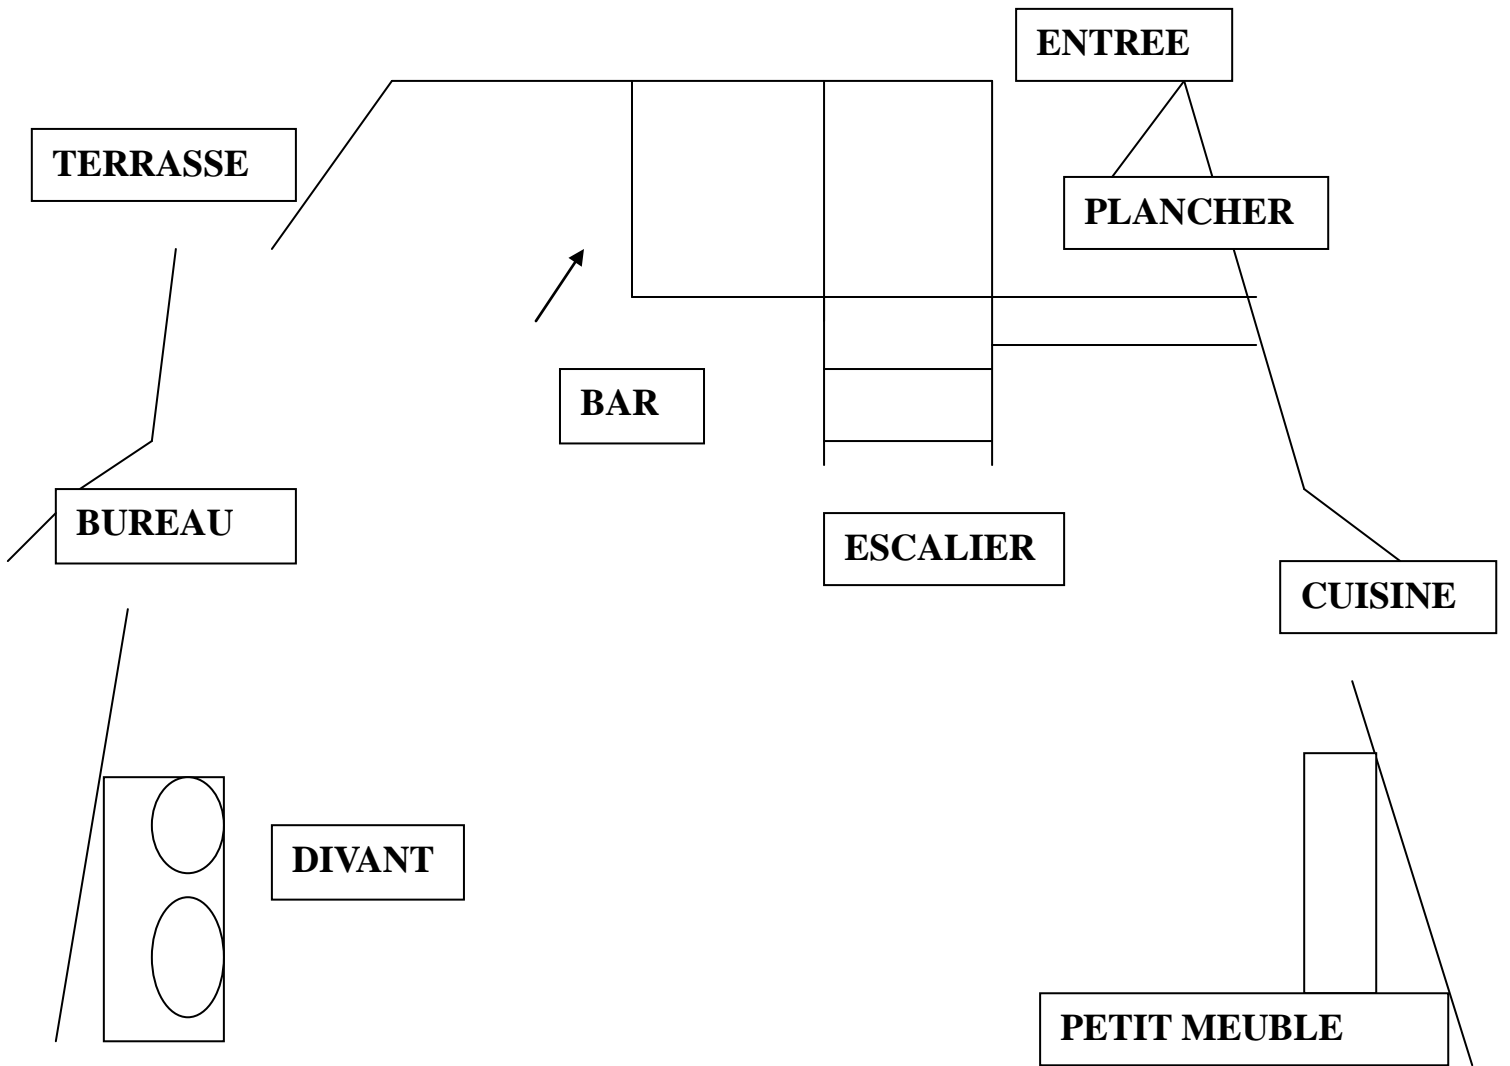 ENTREE
TERRASSE
PLANCHER
BAR
BUREAU
ESCALIER
CUISINE
DIVANT
PETIT MEUBLE